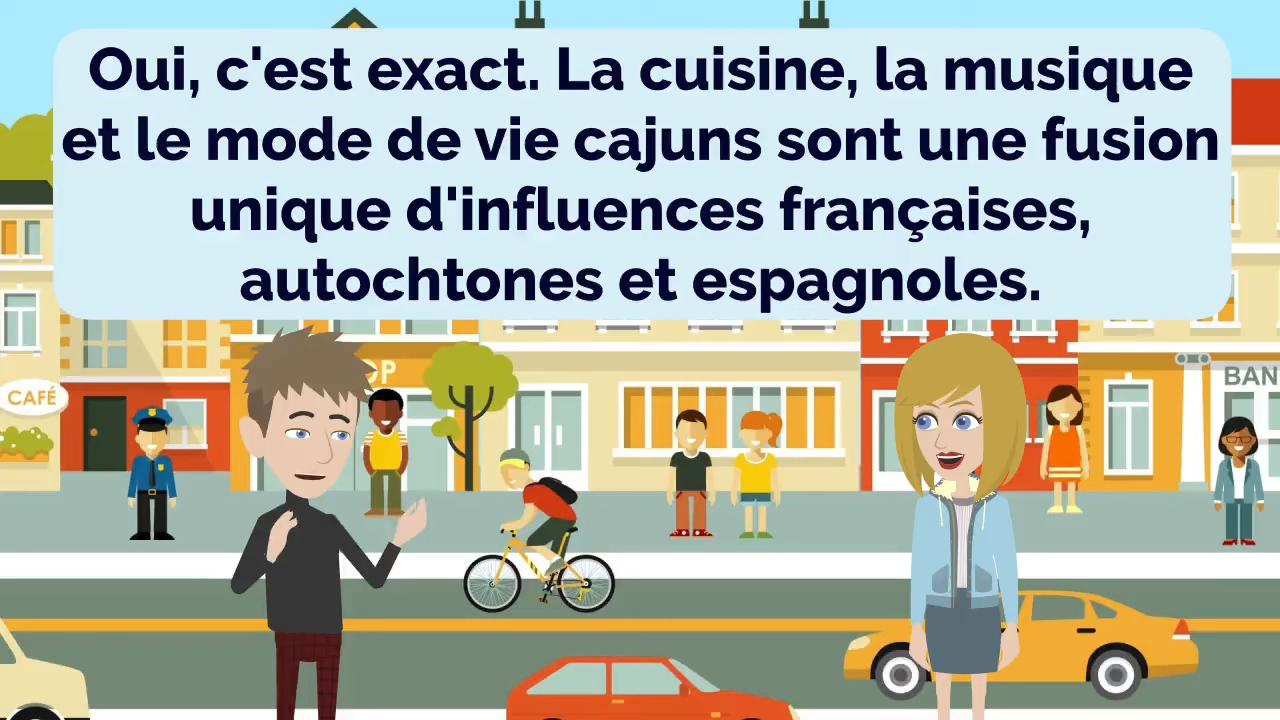 Oui, c'est exact. La cuisine, la musique
et le mode de vie cajuns sont une fusion
unique d'influences françaises,
autochtones et espagnoles.
OP
CAFÉ
BAN